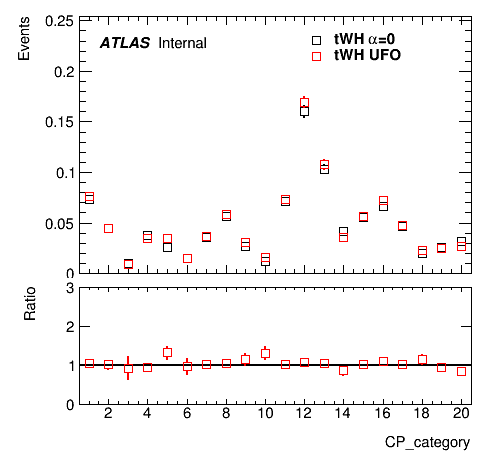 Events
0.25
0.2
0.15
0.1
0.05
0
ATLAS Internal
tWH α=0
tWH UFO
Ratio
3
2
1
0
2 4 6 8 10 12 14 16 18 20
CP_category